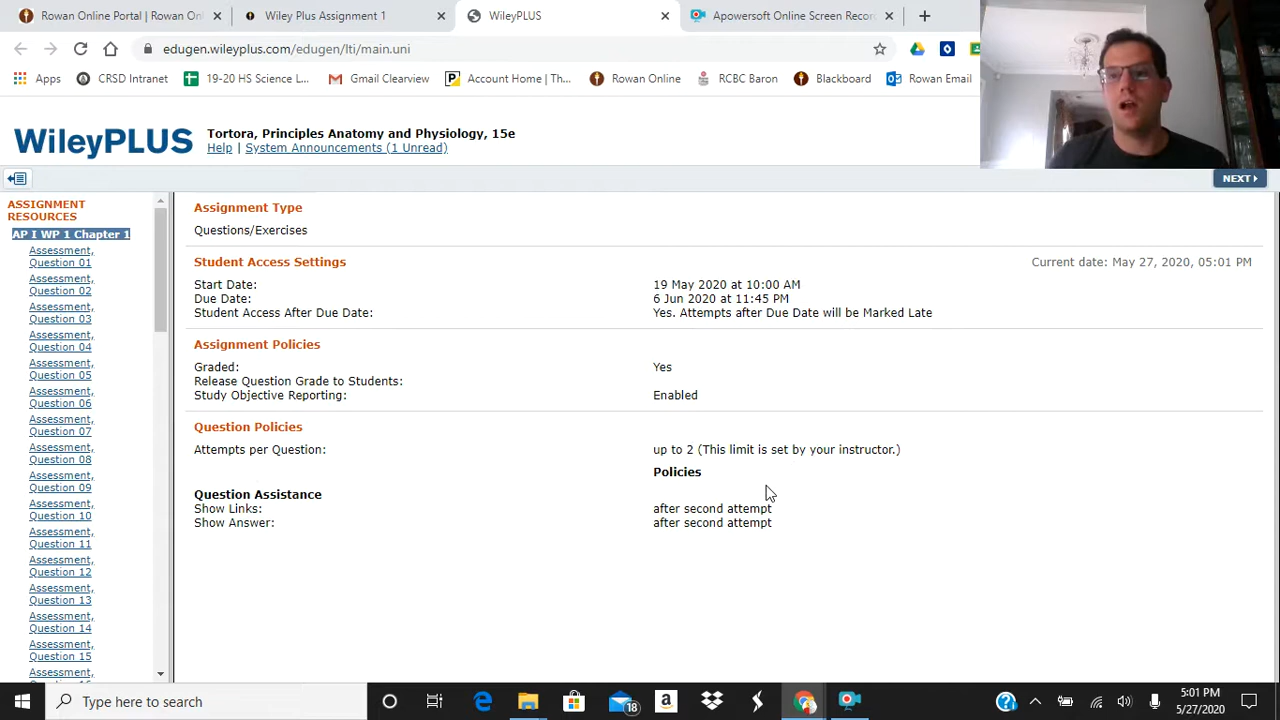 Rowan Online Portal | Rowan On
Wiley Plus Assignment 1
WileyPLUS
Apowersoft Online Screen Recor
edugen.wileyplus.com/edugen/lti/main.uni
Apps
CRSD Intranet
19-20 HS Science L...
Gmail Clearview
Account Home | Th...
Rowan Online
RCBC Baron
Blackboard
Rowan Email
WileyPLUS
Tortora, Principles Anatomy and Physiology, 15e
Help | System Announcements (1 Unread)
NEXT
ASSIGNMENT
RESOURCES
AP I WP 1 Chapter 1
Assessment,
Question 01
Assessment,
Question 02
Assessment,
Question 03
Assessment,
Question 04
Assessment,
Question 05
Assessment,
Question 06
Assessment,
Question 07
Assessment,
Question 08
Assessment,
Question 09
Assessment,
Question 10
Assessment,
Question 11
Assessment,
Question 12
Assessment,
Question 13
Assessment,
Question 14
Assessment,
Question 15
Assessment,
Assignment Type
Questions/Exercises
Student Access Settings
Current date: May 27, 2020, 05:01 PM
Start Date: 19 May 2020 at 10:00 AM
Due Date: 6 Jun 2020 at 11:45 PM
Student Access After Due Date: Yes. Attempts after Due Date will be Marked Late
Assignment Policies
Graded: Yes
Release Question Grade to Students:
Study Objective Reporting: Enabled
Question Policies
Attempts per Question: up to 2 (This limit is set by your instructor.)
Policies
Question Assistance
Show Links: after second attempt
Show Answer: after second attempt
Type here to search
18
5:01 PM
5/27/2020